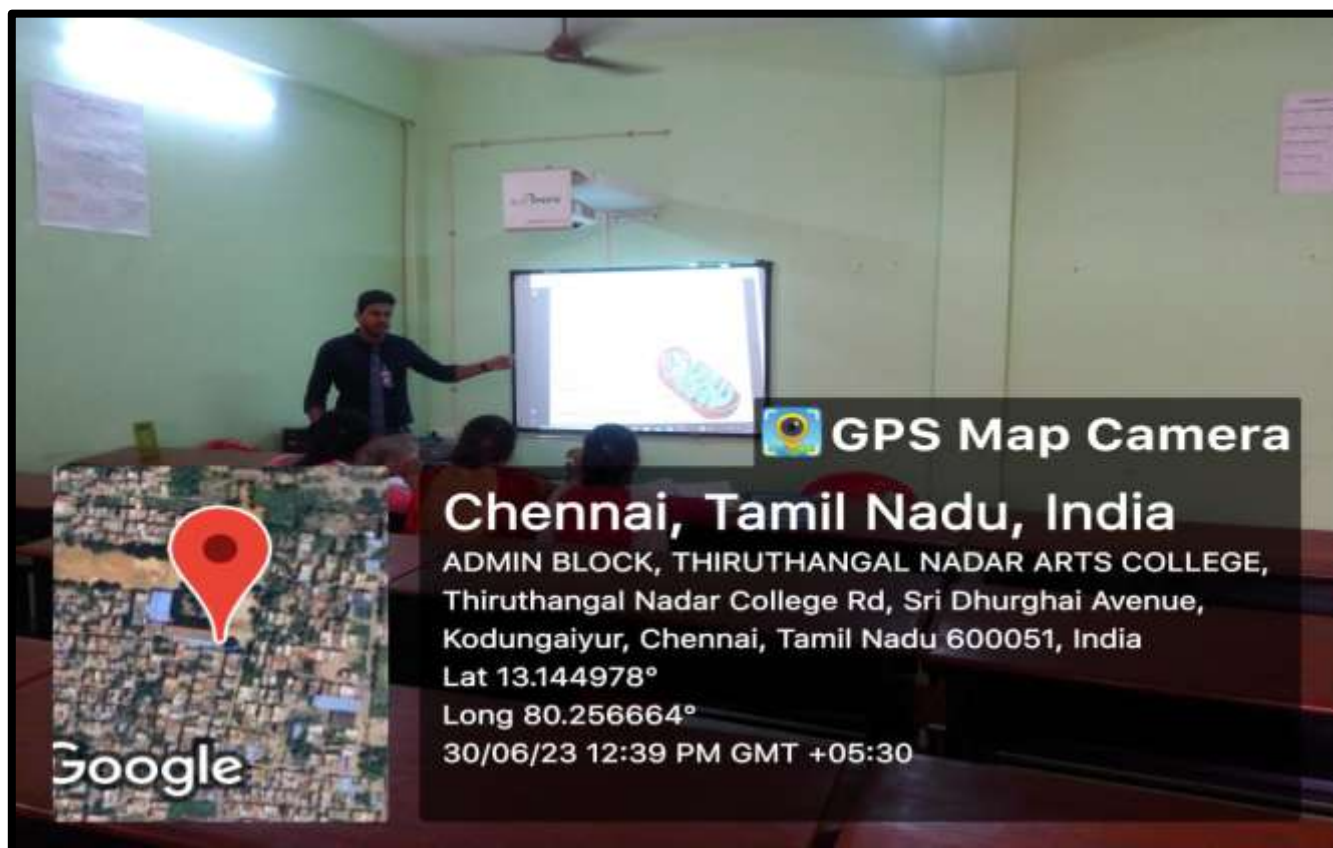 GPS Map Camera
Chennai, Tamil Nadu, India
ADMIN BLOCK, THIRUTHANGAL NADAR ARTS COLLEGE,
Thiruthangal Nadar College Rd, Sri Dhurghai Avenue,
Kodungaiyur, Chennai, Tamil Nadu 600051, India
Lat 13.144978°
Long 80.256664°
30/06/23 12:39 PM GMT +05:30
Google